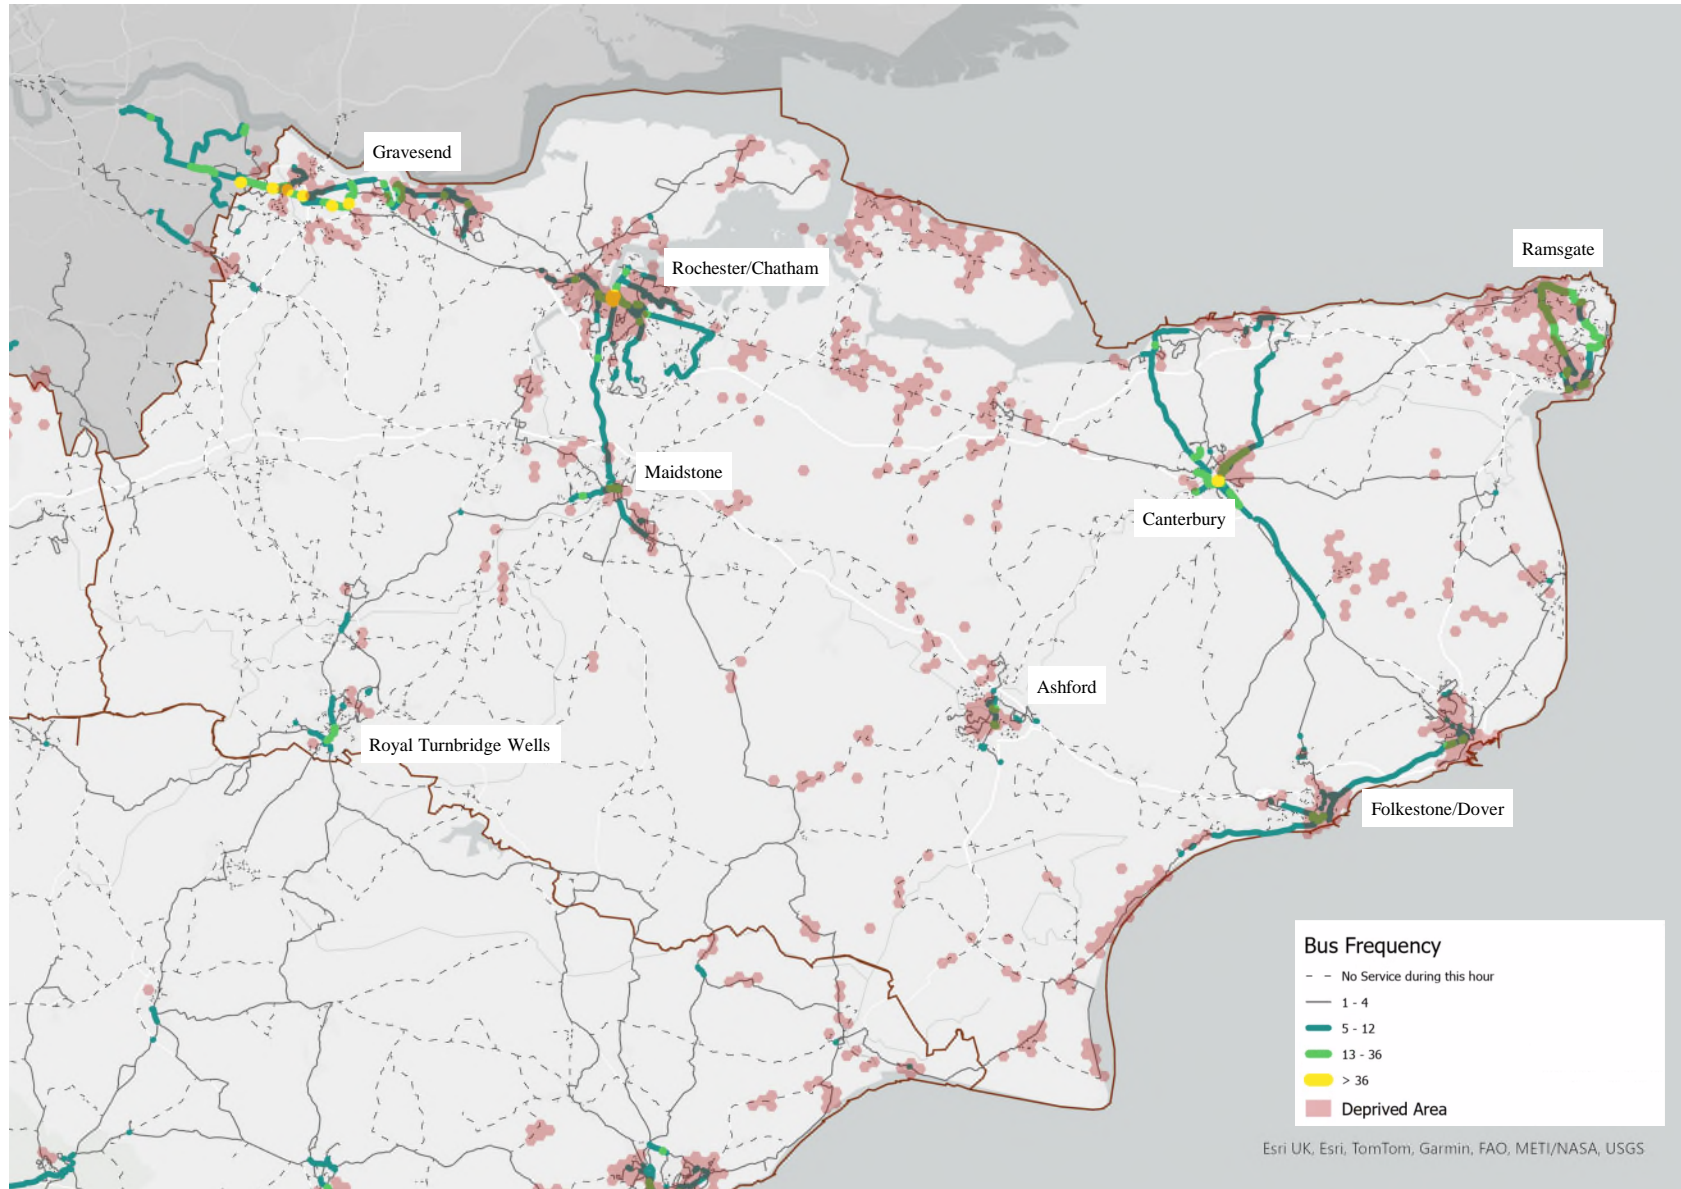 Gravesend
Ramsgate
Rochester/Chatham
Maidstone
Canterbury
Ashford
Royal Turnbridge Wells
Folkestone/Dover
Bus Frequency
No Service during this hour
1 - 4
5 - 12
13 - 36
> 36
Deprived Area
Esri UK, Esri, TomTom, Garmin, FAO, METI/NASA, USGS